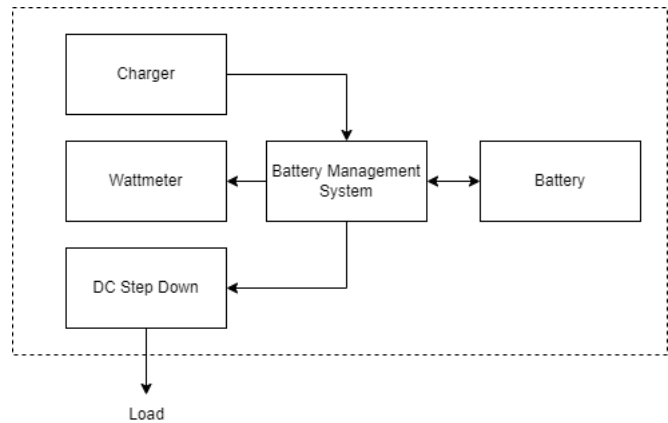 Charger
Wattmeter
Battery Management
System
Battery
DC Step Down
Load